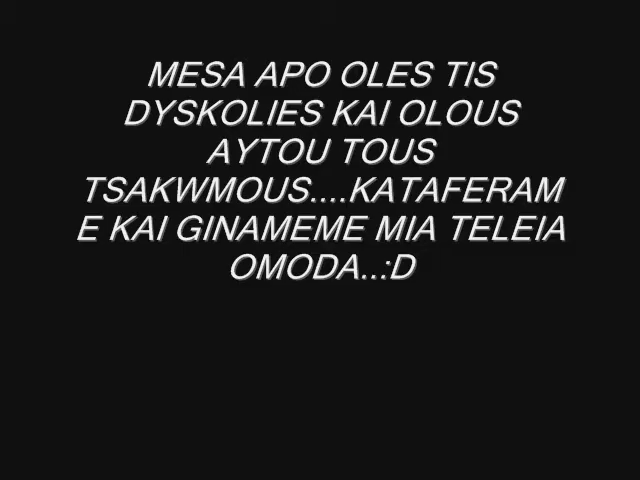 MESA APO OLES TIS
DYSKOLIES KAI OLOUS
AYTOU TOUS
TSAKWMOUS....KATAFERAM
E KAI GINAMEME MIA TELEIA
OMODA..:D